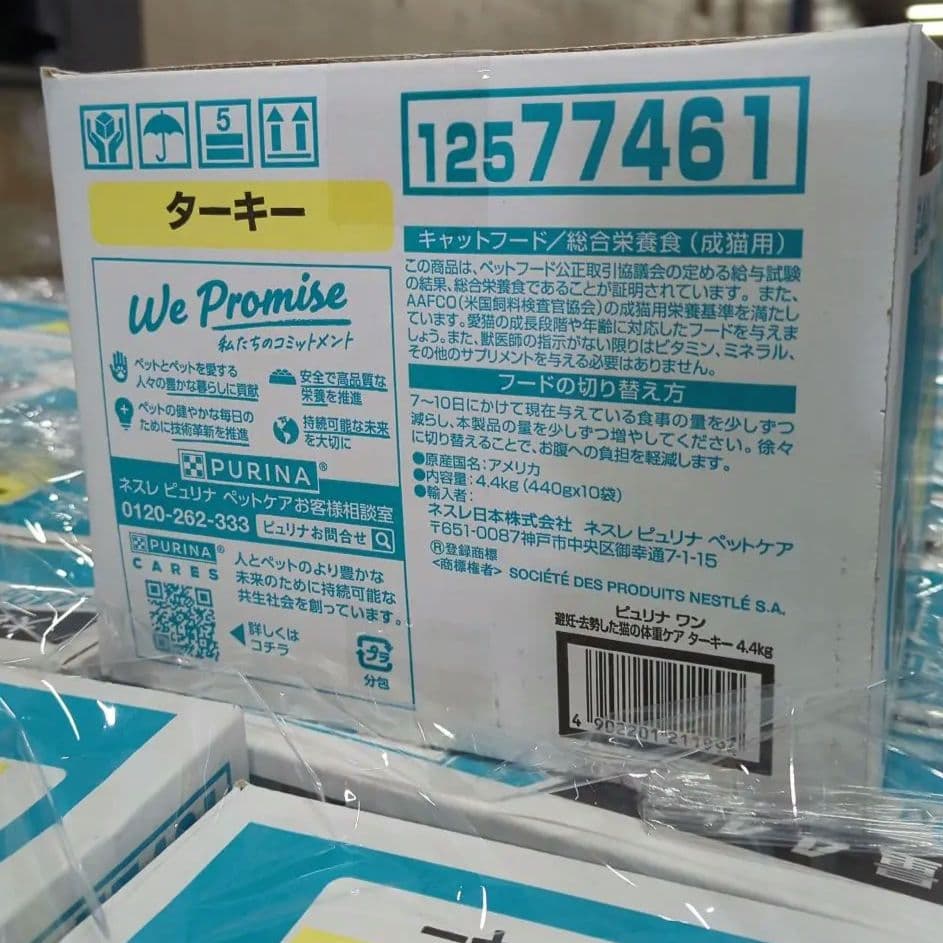 5
12577461
ターキー
We Promise
私たちのコミットメント
ペットとペットを愛する
人々の豊かな暮らしに貢献
安全で高品質な
栄養を推進
ペットの健やかな毎日の
ために技術革新を推進
持続可能な未来
を大切に
PURINA®
ネスレ ピュリナ ペットケアお客様相談室
0120-262-333 ピュリナお問合せ
PURINA®
CARES
人とペットのより豊かな
未来のために持続可能な
共生社会を創っています。
詳しくは
コチラ
プラ
分包
キャットフード/総合栄養食(成猫用)
この商品は、ペットフード公正取引協議会の定める給与試験
の結果、総合栄養食であることが証明されています。また、
AAFCO(米国飼料検査官協会)の成猫用栄養基準を満たし
ています。愛猫の成長段階や年齢に対応したフードを与えま
しょう。また、獣医師の指示がない限りはビタミン、ミネラル、
その他のサプリメントを与える必要はありません。
フードの切り替え方
7〜10日にかけて現在与えている食事の量を少しずつ
減らし、本製品の量を少しずつ増やしてください。徐々
に切り替えることで、お腹への負担を軽減します。
●原産国名:アメリカ
●内容量:4.4kg(440gx10袋)
●輸入者:
ネスレ日本株式会社 ネスレ ピュリナ ペットケア
〒651-0087神戸市中央区御幸通7-1-15
®登録商標
<商標権者> SOCIÉTÉ DES PRODUITS NESTLÉ S.A.
ピュリナ ワン
避妊・去勢した猫の体重ケア ターキー 4.4kg
4 902201